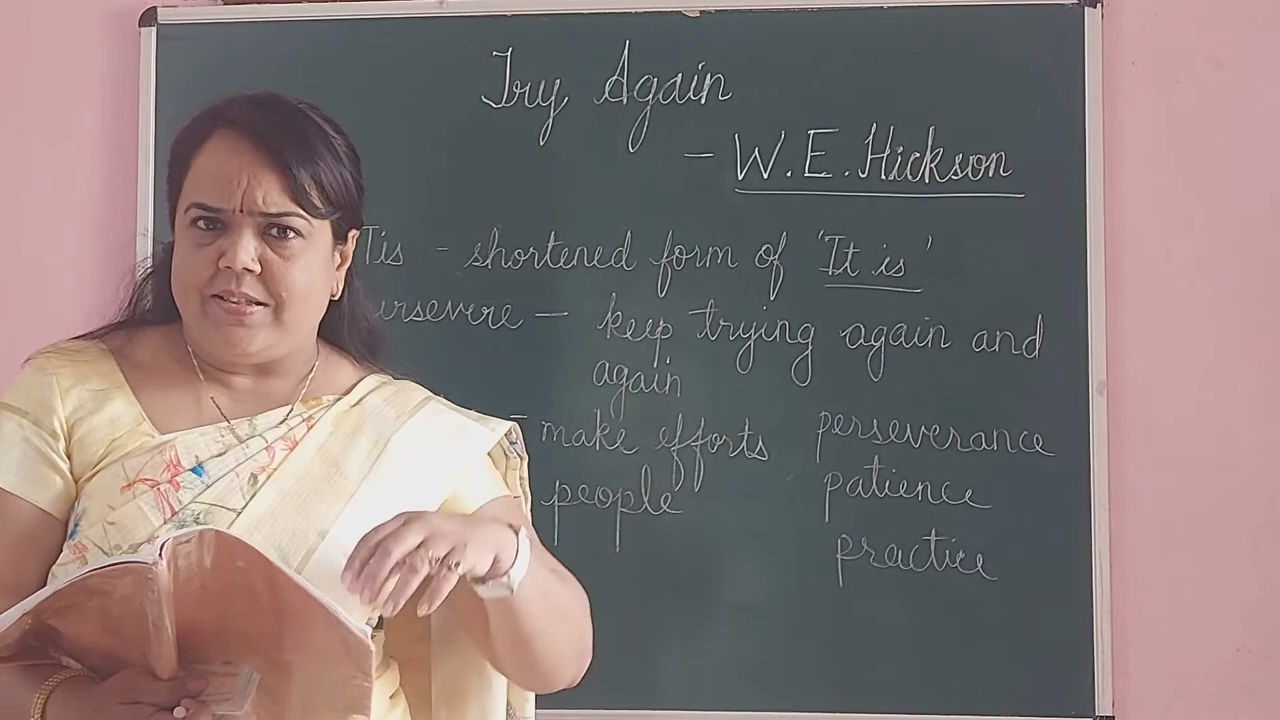 Try Again
- W.E. Hickson
Tis - shortened form of 'It is'
ersevere - keep trying again and
again
- make efforts perseverance
people patience
practice